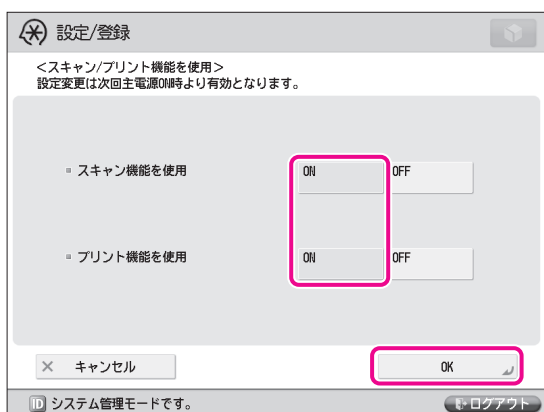 設定/登録
<スキャン/プリント機能を使用>
設定変更は次回主電源ON時より有効となります。
スキャン機能を使用 ON OFF
プリント機能を使用 ON OFF
× キャンセル OK
ID システム管理モードです。 ログアウト